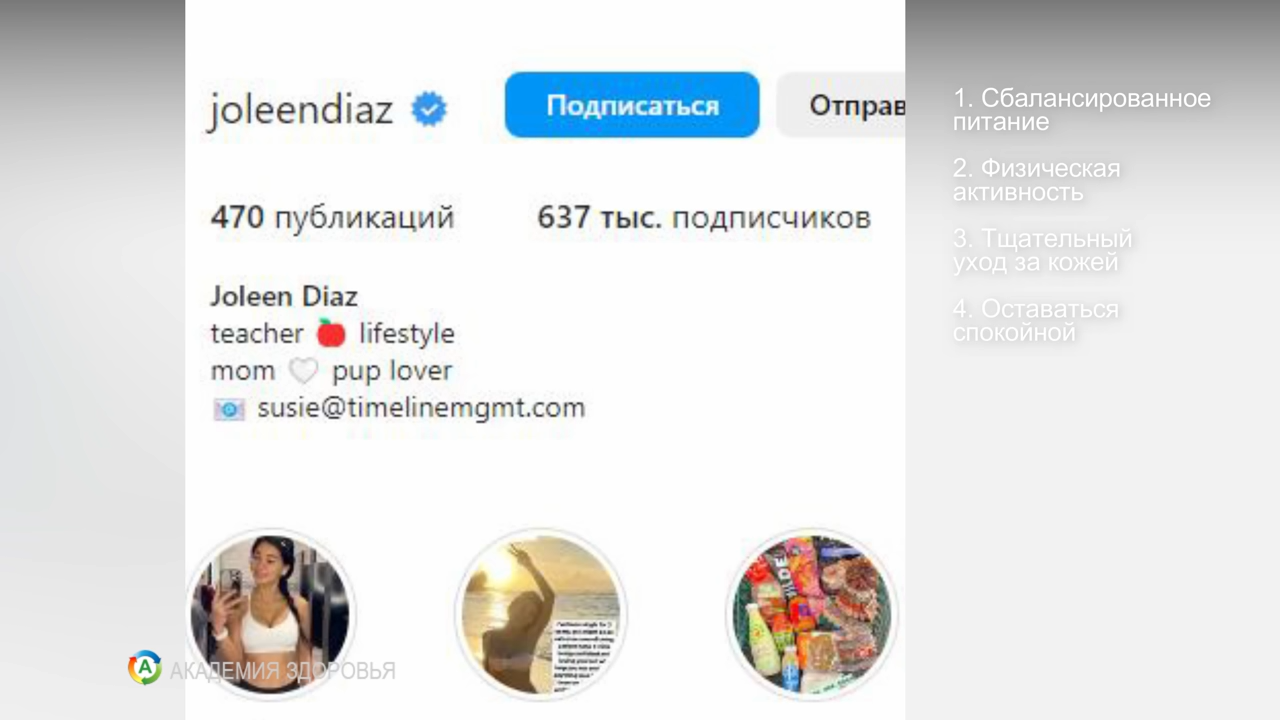 joleendiaz
Подписаться
Отправ
470 публикаций
637 тыс. подписчиков
Joleen Diaz
teacher 🍎 lifestyle
mom 🤍 pup lover
📧 susie@timelinemgmt.com
1. Сбалансированное
питание
2. Физическая
активность
3. Тщательный
уход за кожей
4. Оставаться
спокойной
А АКАДЕМИЯ ЗДОРОВЬЯ